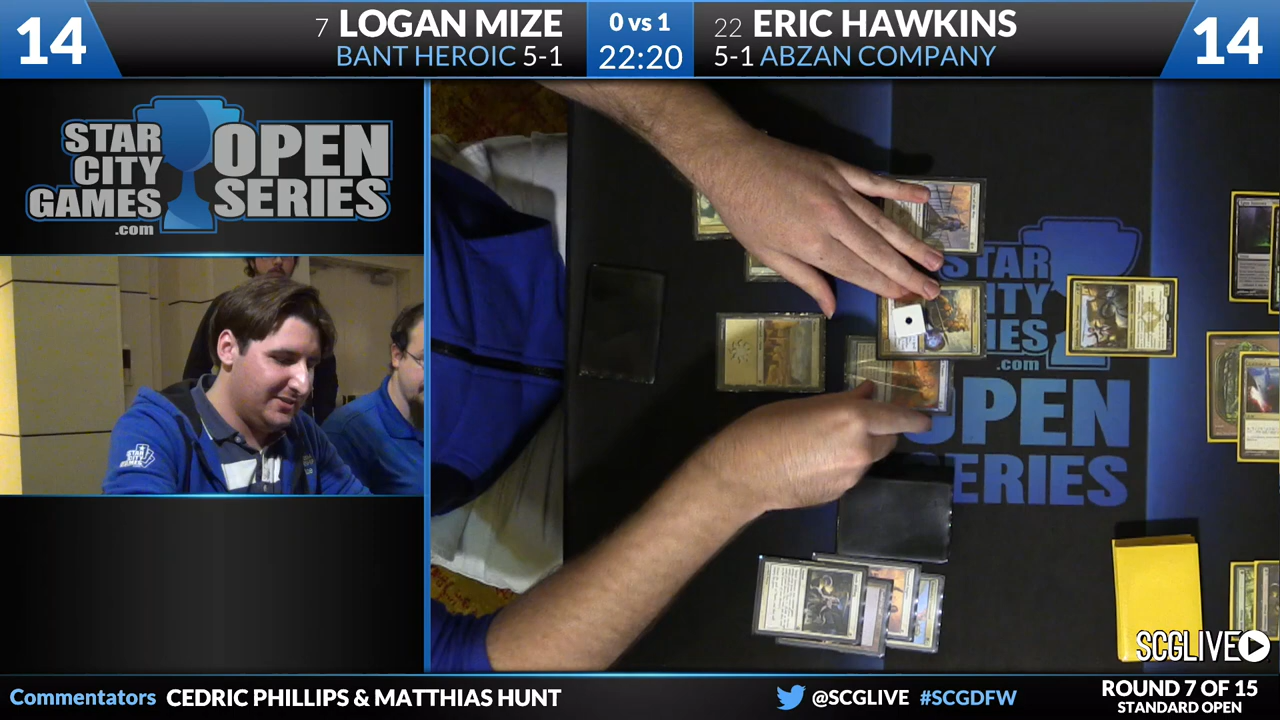 14
7 LOGAN MIZE
BANT HEROIC 5-1
0 vs 1
22:20
22 ERIC HAWKINS
5-1 ABZAN COMPANY
14
STAR
CITY
GAMES
.com
OPEN
SERIES
STAR
CITY
GAMES
.com
OPEN
SERIES
SCGLIVE
Commentators CEDRIC PHILLIPS & MATTHIAS HUNT
@SCGLIVE #SCGDFW
ROUND 7 OF 15
STANDARD OPEN